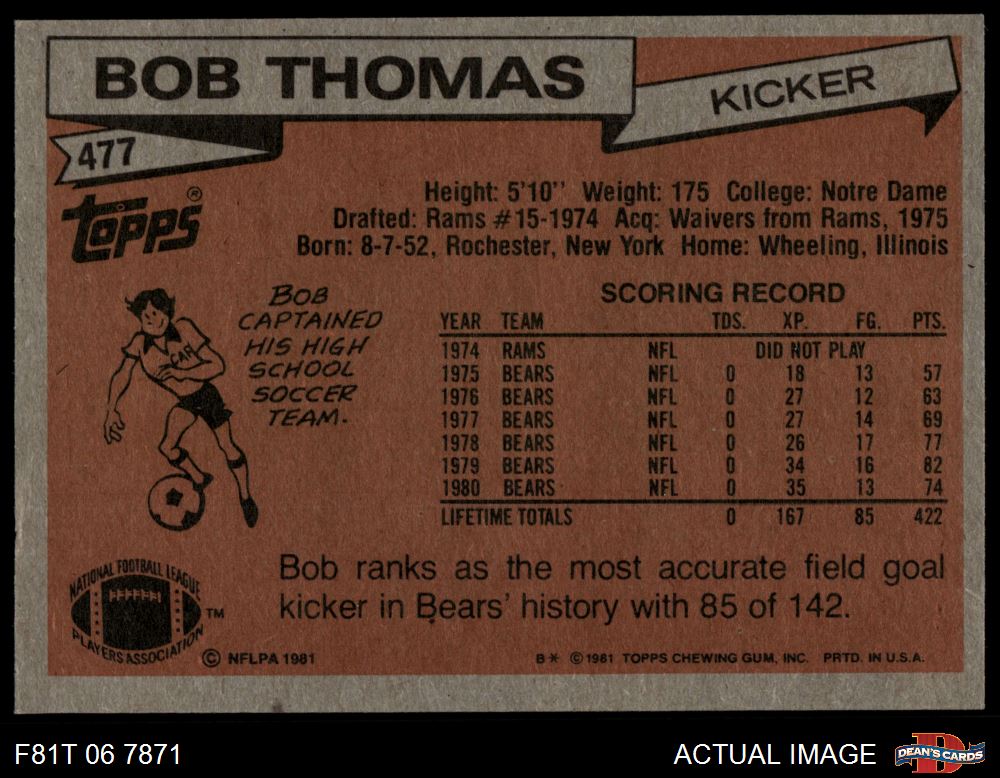 BOB THOMAS
KICKER
477
TOPPS®
Height: 5'10'' Weight: 175 College: Notre Dame
Drafted: Rams #15-1974 Acq: Waivers from Rams, 1975
Born: 8-7-52, Rochester, New York Home: Wheeling, Illinois
BOB
CAPTAINED
HIS HIGH
SCHOOL
SOCCER
TEAM.
CAP.
SCORING RECORD
YEAR TEAM TDS. XP. FG. PTS.
1974 RAMS NFL DID NOT PLAY
1975 BEARS NFL 0 18 13 57
1976 BEARS NFL 0 27 12 63
1977 BEARS NFL 0 27 14 69
1978 BEARS NFL 0 26 17 77
1979 BEARS NFL 0 34 16 82
1980 BEARS NFL 0 35 13 74
LIFETIME TOTALS 0 167 85 422
Bob ranks as the most accurate field goal
kicker in Bears' history with 85 of 142.
NATIONAL FOOTBALL LEAGUE
PLAYERS ASSOCIATION
TM
© NFLPA 1981
B* © 1981 TOPPS CHEWING GUM, INC. PRTD. IN U.S.A.
F81T 06 7871
ACTUAL IMAGE
D
DEAN'S CARDS